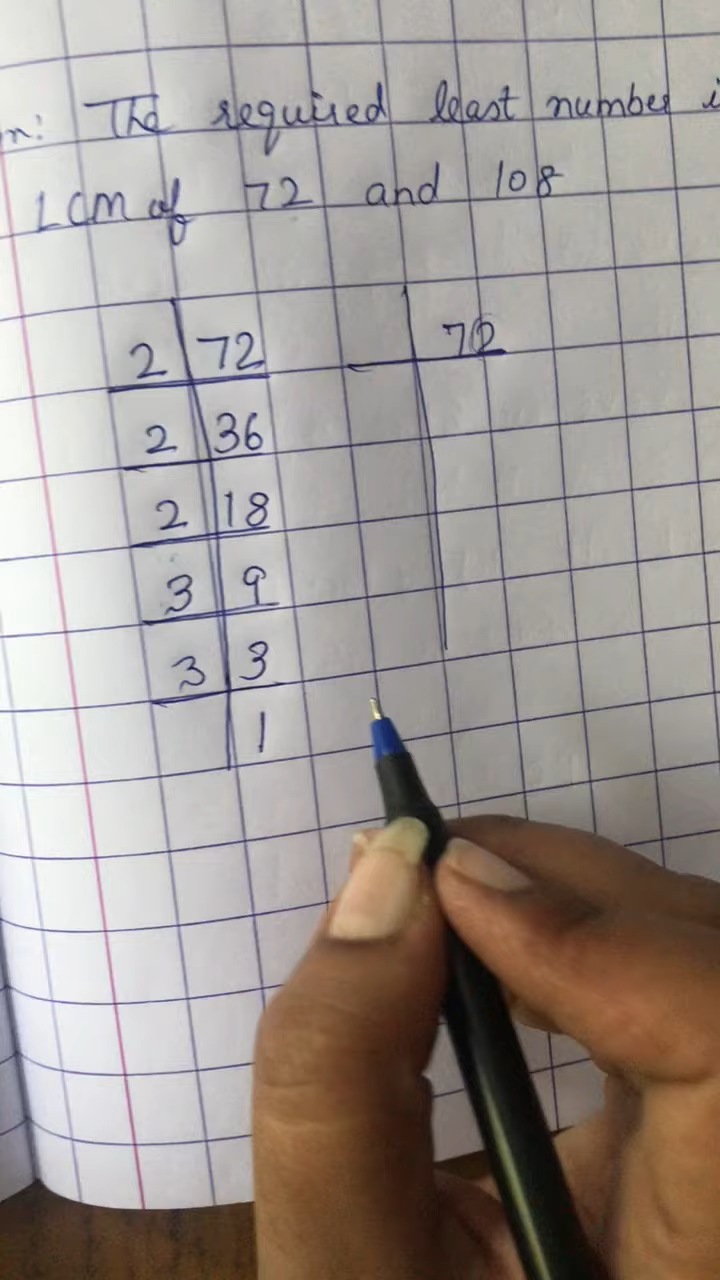 The required least number
LCM of 72 and 108
2 72 72
2 36
2 18
3 9
3 3
1